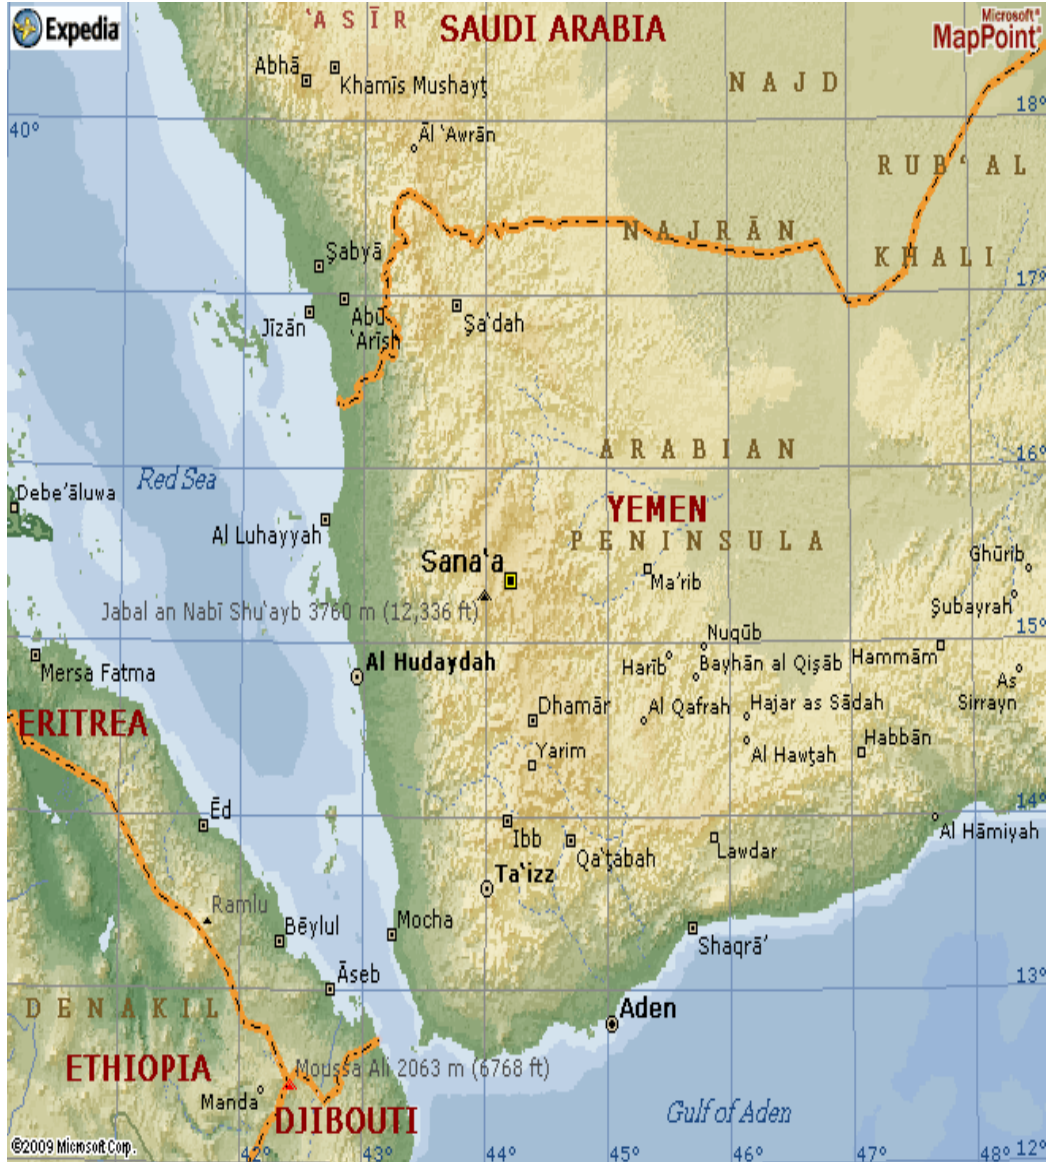 Expedia
'ASĪR
SAUDI ARABIA
Microsoft®
MapPoint®
Abhā
Khamīs Mushayţ
NAJD
18°
40°
Āl 'Awrān
RUB' AL
NAJRĀN
KHALI
Şabyā
17°
Jīzān
Abū
'Arīsh
Şa'dah
ARABIAN
16°
Red Sea
Debe'āluwa
YEMEN
Al Luhayyah
PENINSULA
Sana'a
Ghūrib
Ma'rib
Jabal an Nabī Shu'ayb 3760 m (12,336 ft)
Şubayrah
Nuqūb
15°
Mersa Fatma
Al Hudaydah
Harīb
Bayhān al Qişāb
Hammām
As
Sirrayn
ERITREA
Dhamār
Al Qafrah
Hajar as Sādah
Yarim
Al Hawţah
Habbān
14°
Ēd
Ibb
Qa'ţabah
Lawdar
Al Hāmiyah
Ta'izz
Ramlu
Bēylul
Mocha
Shaqrā'
Āseb
13°
DENAKIL
Aden
ETHIOPIA
Moussa Ali 2063 m (6768 ft)
Manda
DJIBOUTI
Gulf of Aden
©2009 Microsoft Corp.
42°
43°
44°
45°
46°
47°
48°
12°